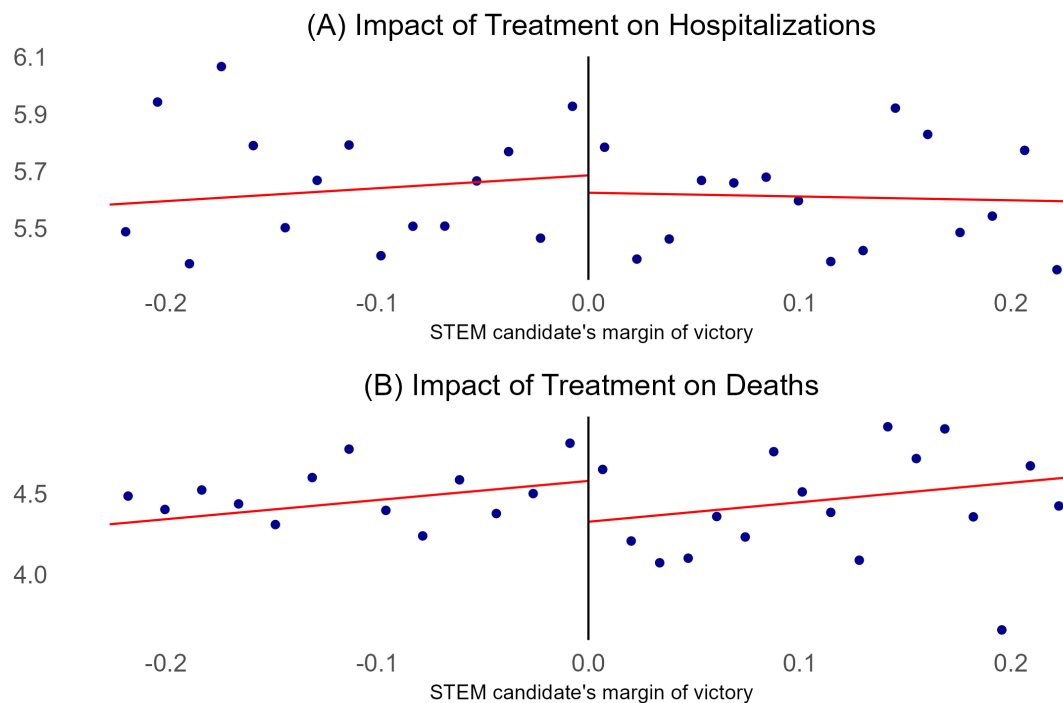 (A) Impact of Treatment on Hospitalizations
6.1
5.9
5.7
5.5
-0.2 -0.1 0.0 0.1 0.2
STEM candidate's margin of victory
(B) Impact of Treatment on Deaths
4.5
4.0
-0.2 -0.1 0.0 0.1 0.2
STEM candidate's margin of victory